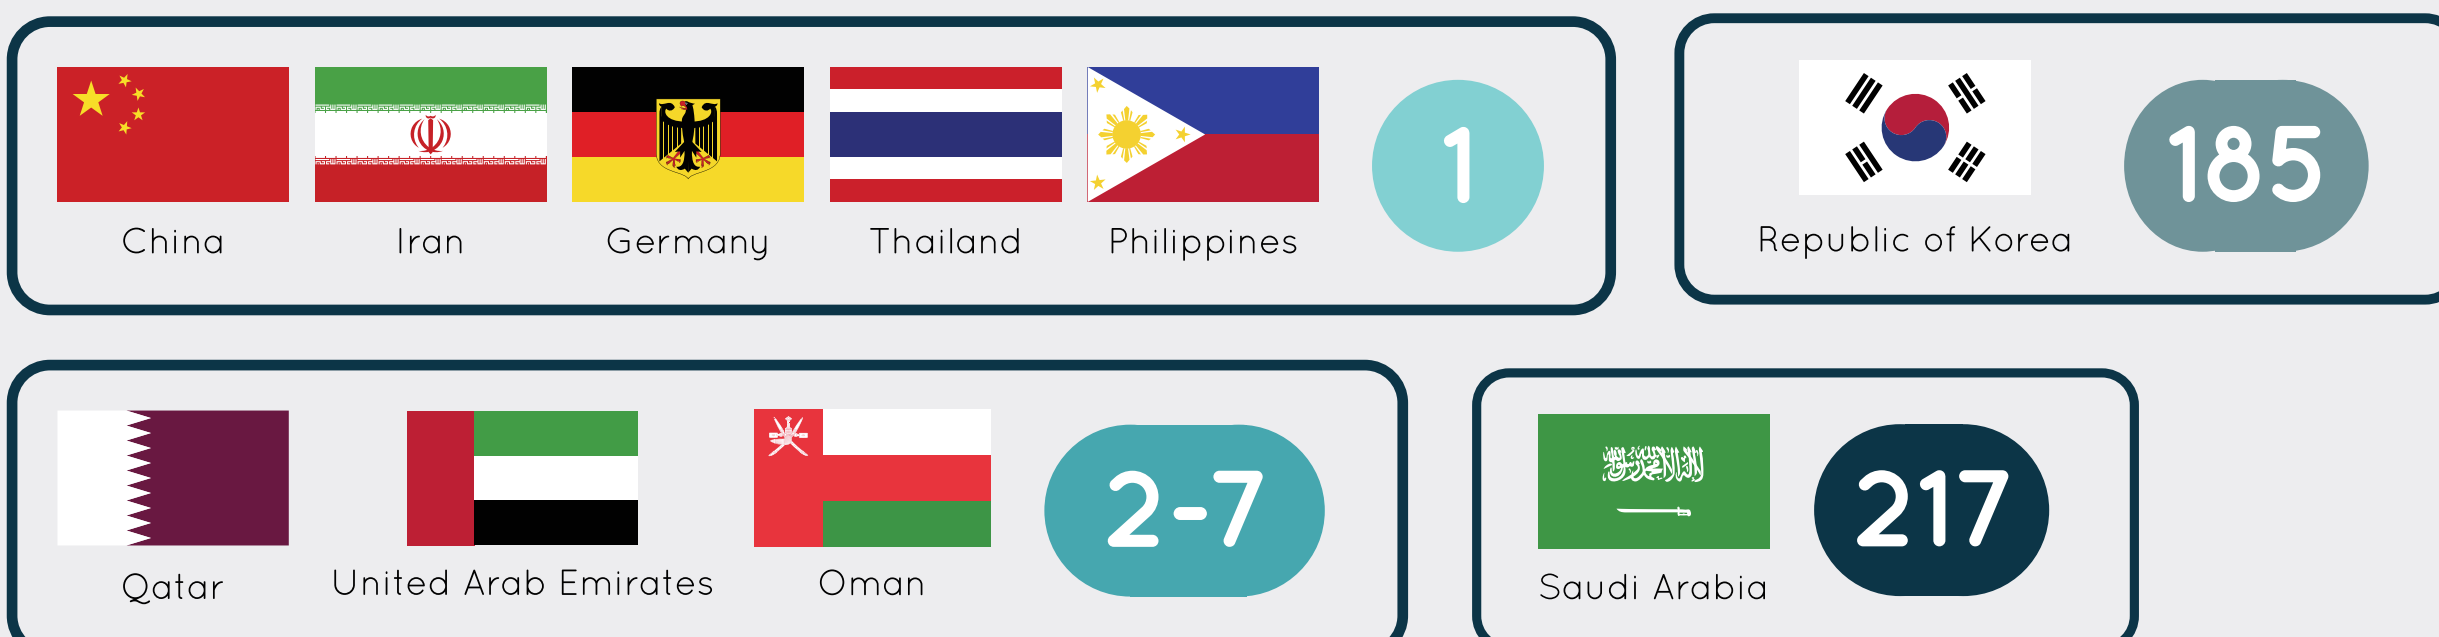 China
Iran
Germany
Thailand
Philippines
1
Republic of Korea
185
Qatar
United Arab Emirates
Oman
2-7
Saudi Arabia
217